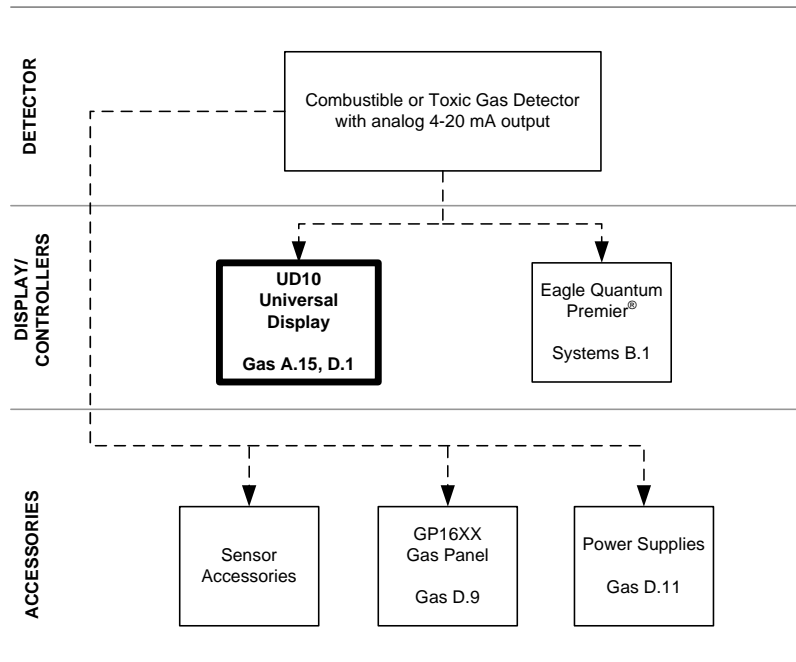 DETECTOR
Combustible or Toxic Gas Detector
with analog 4-20 mA output
DISPLAY/
CONTROLLERS
UD10
Universal
Display
Gas A.15, D.1
Eagle Quantum
Premier®
Systems B.1
ACCESSORIES
Sensor
Accessories
GP16XX
Gas Panel
Gas D.9
Power Supplies
Gas D.11